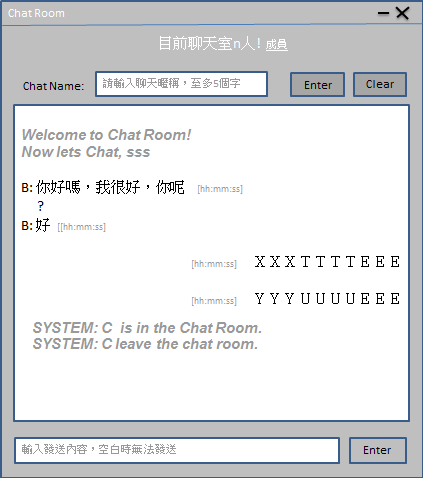 Chat Room
目前聊天室n人! 成員
Chat Name: 請輸入聊天暱稱，至多5個字 Enter Clear
Welcome to Chat Room!
Now lets Chat, sss
B: 你好嗎，我很好，你呢 [hh:mm:ss]
?
B: 好 [[hh:mm:ss]
[hh:mm:ss] X X X T T T T E E E
[hh:mm:ss] Y Y Y U U U U E E E
SYSTEM: C is in the Chat Room.
SYSTEM: C leave the chat room.
輸入發送內容，空白時無法發送 Enter